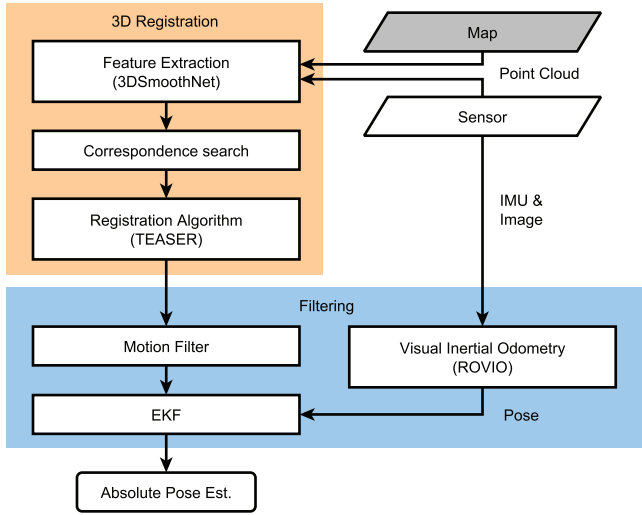 3D Registration
Map
Feature Extraction
(3DSmoothNet)
Point Cloud
Sensor
Correspondence search
Registration Algorithm
(TEASER)
IMU &
Image
Filtering
Motion Filter
Visual Inertial Odometry
(ROVIO)
EKF
Pose
Absolute Pose Est.